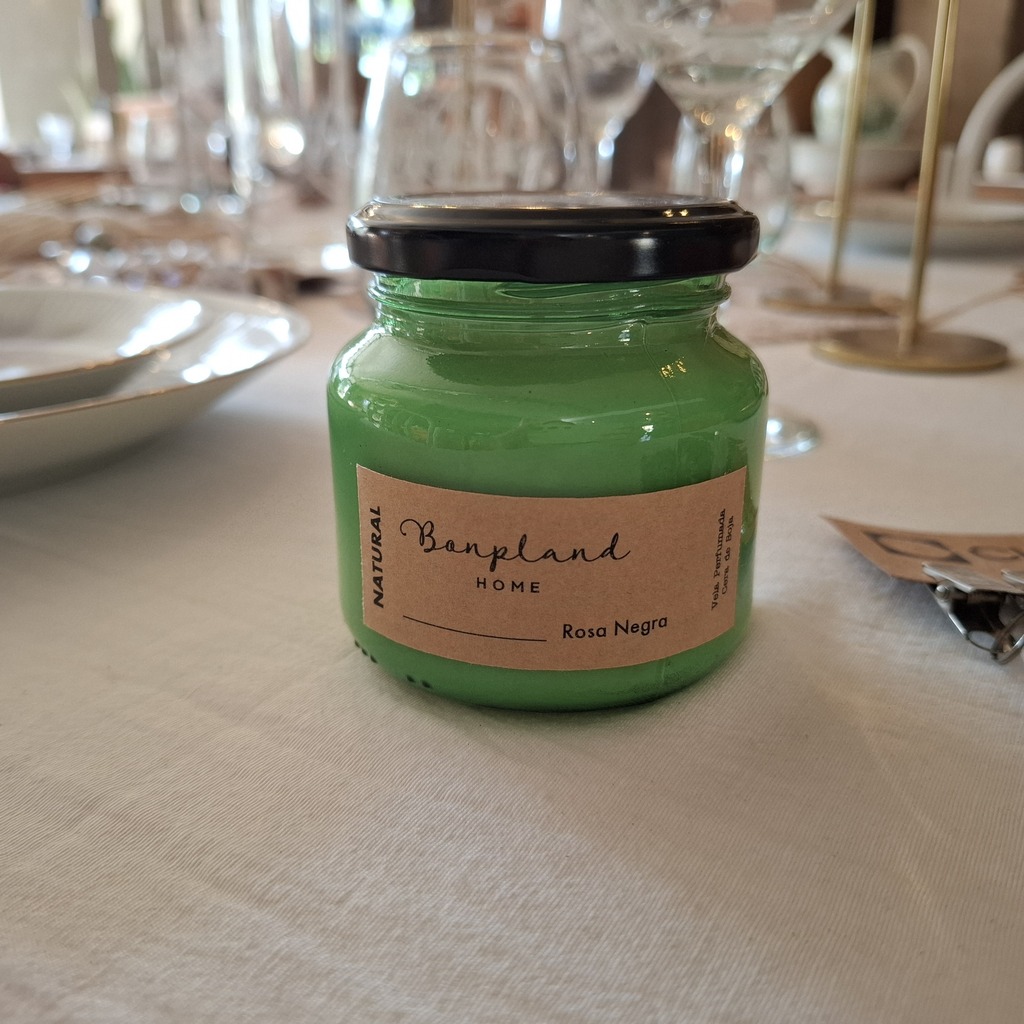 NATURAL
Bonpland
HOME
Rosa Negra
Vela Perfumada
Cera de Soja